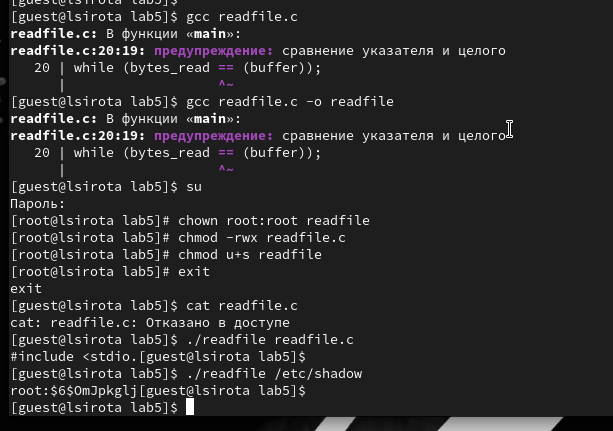 [guest@lsirota lab5]$
[guest@lsirota lab5]$ gcc readfile.c
readfile.c: В функции «main»:
readfile.c:20:19: предупреждение: сравнение указателя и целого
20 | while (bytes_read == (buffer));
| ^~
[guest@lsirota lab5]$ gcc readfile.c -o readfile
readfile.c: В функции «main»:
readfile.c:20:19: предупреждение: сравнение указателя и целого
20 | while (bytes_read == (buffer));
| ^~
[guest@lsirota lab5]$ su
Пароль:
[root@lsirota lab5]# chown root:root readfile
[root@lsirota lab5]# chmod -rwx readfile.c
[root@lsirota lab5]# chmod u+s readfile
[root@lsirota lab5]# exit
exit
[guest@lsirota lab5]$ cat readfile.c
cat: readfile.c: Отказано в доступе
[guest@lsirota lab5]$ ./readfile readfile.c
#include <stdio.[guest@lsirota lab5]$
[guest@lsirota lab5]$ ./readfile /etc/shadow
root:$6$OmJpkglj[guest@lsirota lab5]$
[guest@lsirota lab5]$